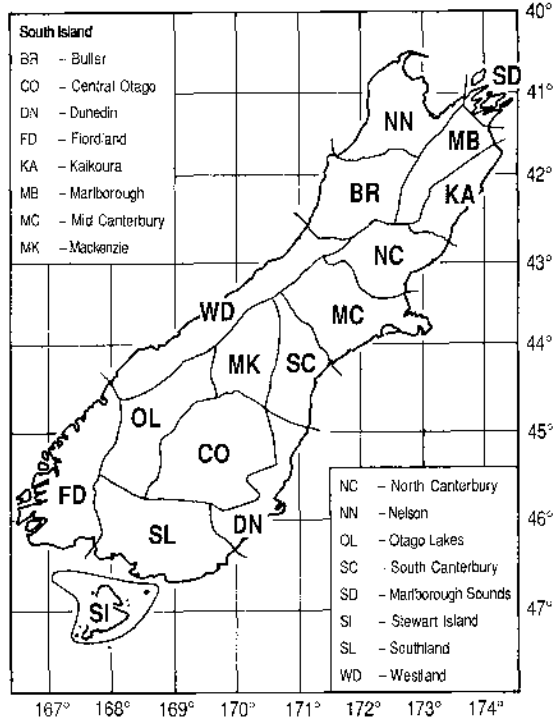 South Island
BR – Buller
CO – Central Otago
DN – Dunedin
FD – Fiordland
KA – Kaikoura
MB – Marlborough
MC – Mid Canterbury
MK – Mackenzie
40°
SD
41°
NN
MB
42°
BR
KA
NC
43°
WD
MC
MK
SC
44°
OL
45°
CO
FD
SL
DN
46°
SI
47°
NC – North Canterbury
NN – Nelson
OL – Otago Lakes
SC - South Canterbury
SD – Marlborough Sounds
SI – Stewart Island
SL – Southland
WD – Westland
167° 168° 169° 170° 171° 172° 173° 174°